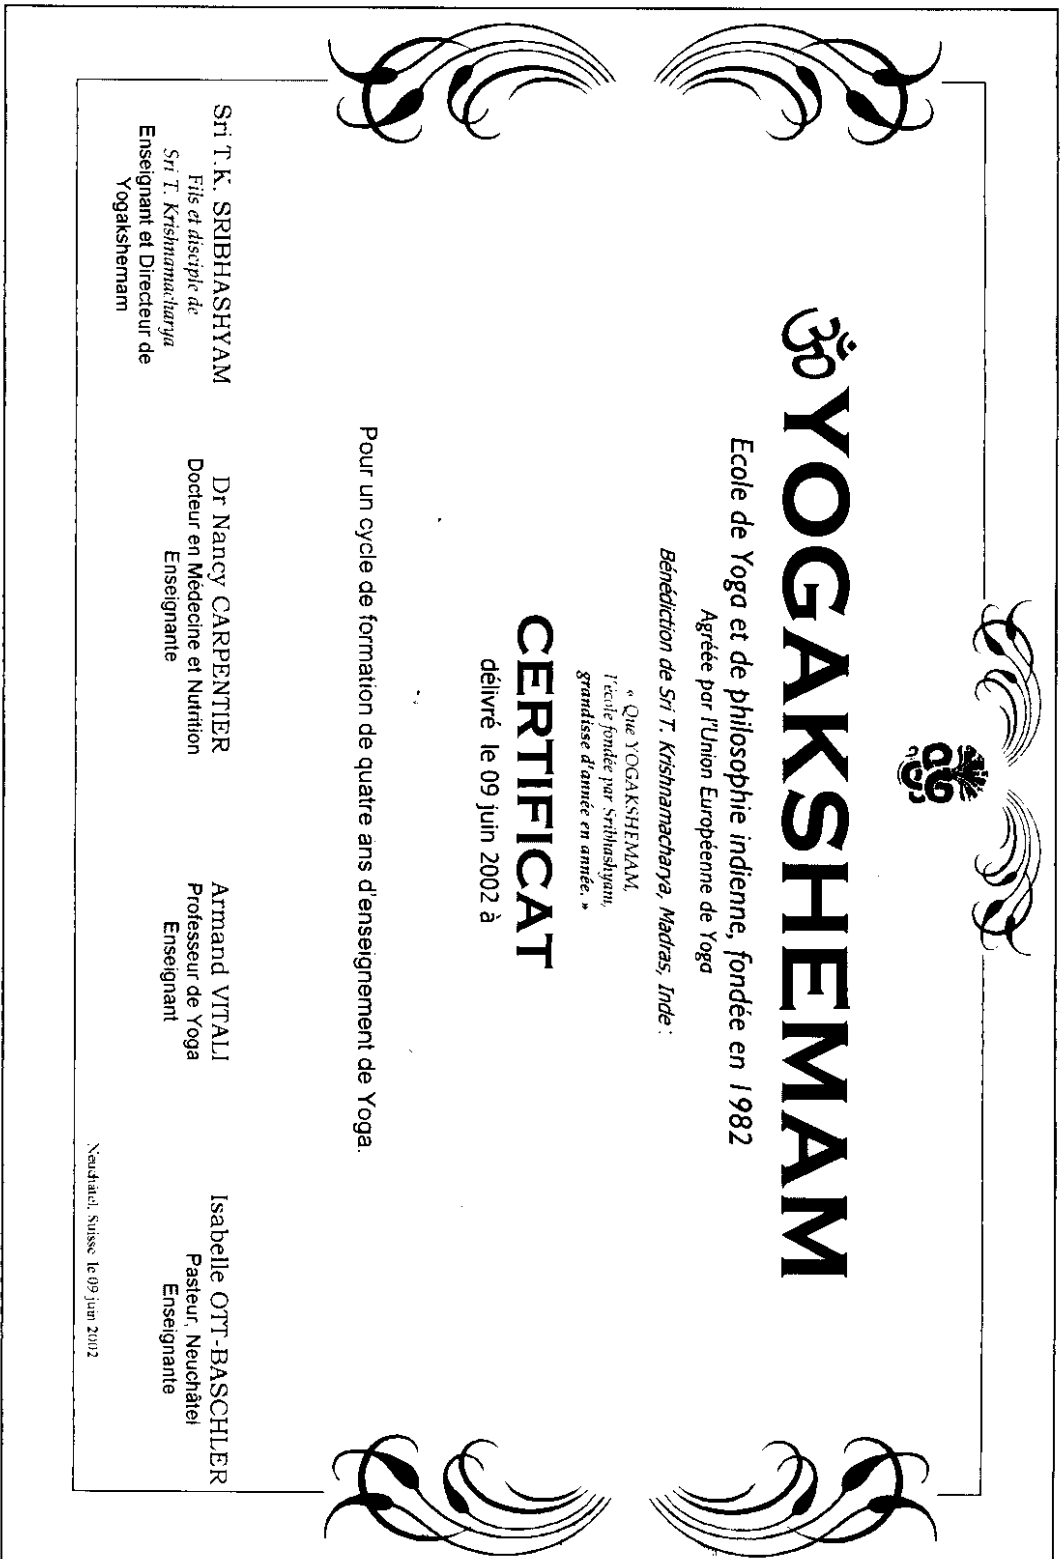 ॐ YOGAKSHEMAM
Ecole de Yoga et de philosophie indienne, fondée en 1982
Agréée par l'Union Européenne de Yoga
Bénédiction de Sri T. Krishnamacharya, Madras, Inde :
« Que YOGAKSHEMAM,
l'école fondée par Sribhashyam,
grandisse d'année en année. »
CERTIFICAT
délivré le 09 juin 2002 à
Pour un cycle de formation de quatre ans d'enseignement de Yoga.
Sri T.K. SRIBHASHYAM
Fils et disciple de
Sri T. Krishnamacharya
Enseignant et Directeur de
Yogakshemam
Dr Nancy CARPENTIER
Docteur en Médecine et Nutrition
Enseignante
Armand VITALI
Professeur de Yoga
Enseignant
Isabelle OTT-BASCHLER
Pasteur, Neuchâtel
Enseignante
Neuchâtel, Suisse le 09 juin 2002